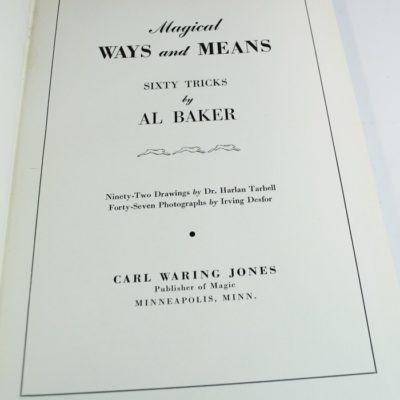 Magical
WAYS and MEANS
SIXTY TRICKS
by
AL BAKER
Ninety-Two Drawings by Dr. Harlan Tarbell
Forty-Seven Photographs by Irving Desfor
CARL WARING JONES
Publisher of Magic
MINNEAPOLIS, MINN.